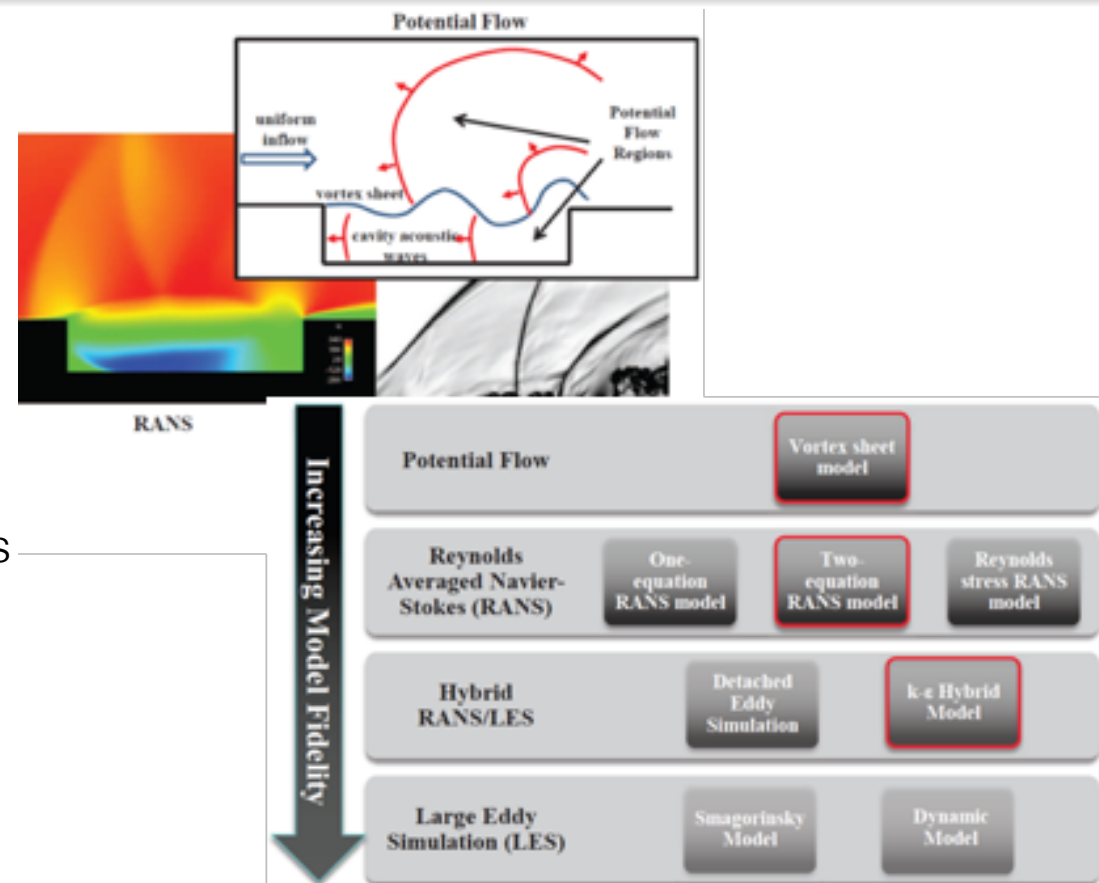 Potential Flow
uniform
inflow
Potential
Flow
Regions
vortex sheet
cavity acoustic
waves
RANS
S
Increasing Model Fidelity
Potential Flow
Vortex sheet
model
Reynolds
Averaged Navier-
Stokes (RANS)
One-
equation
RANS model
Two-
equation
RANS model
Reynolds
stress RANS
model
Hybrid
RANS/LES
Detached
Eddy
Simulation
k-ε Hybrid
Model
Large Eddy
Simulation (LES)
Smagorinsky
Model
Dynamic
Model